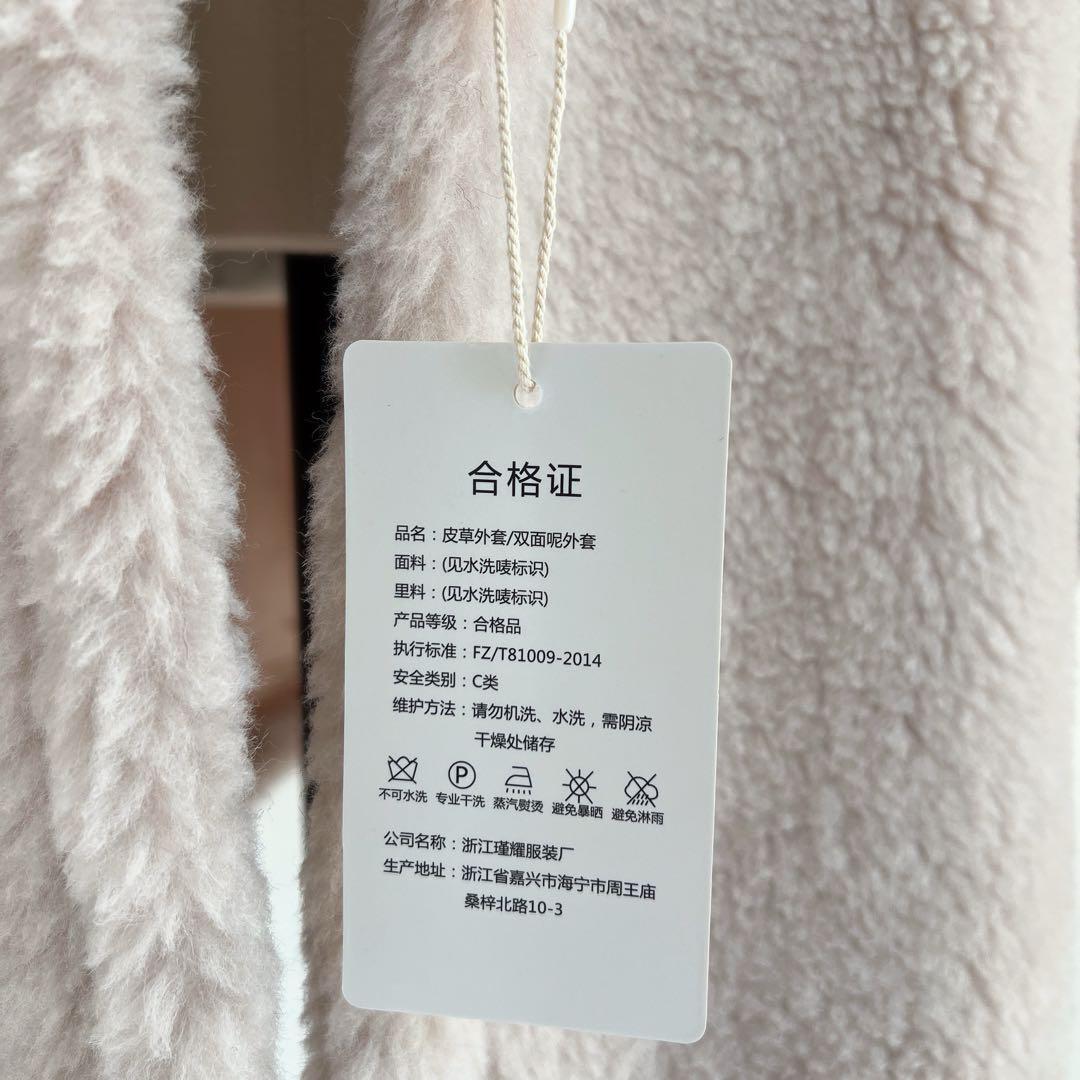 合格证
品名：皮草外套/双面呢外套
面料：(见水洗唛标识)
里料：(见水洗唛标识)
产品等级：合格品
执行标准：FZ/T81009-2014
安全类别：C类
维护方法：请勿机洗、水洗，需阴凉
干燥处储存
P
不可水洗 专业干洗 蒸汽熨烫 避免暴晒 避免淋雨
公司名称：浙江瑾耀服装厂
生产地址：浙江省嘉兴市海宁市周王庙
桑梓北路10-3